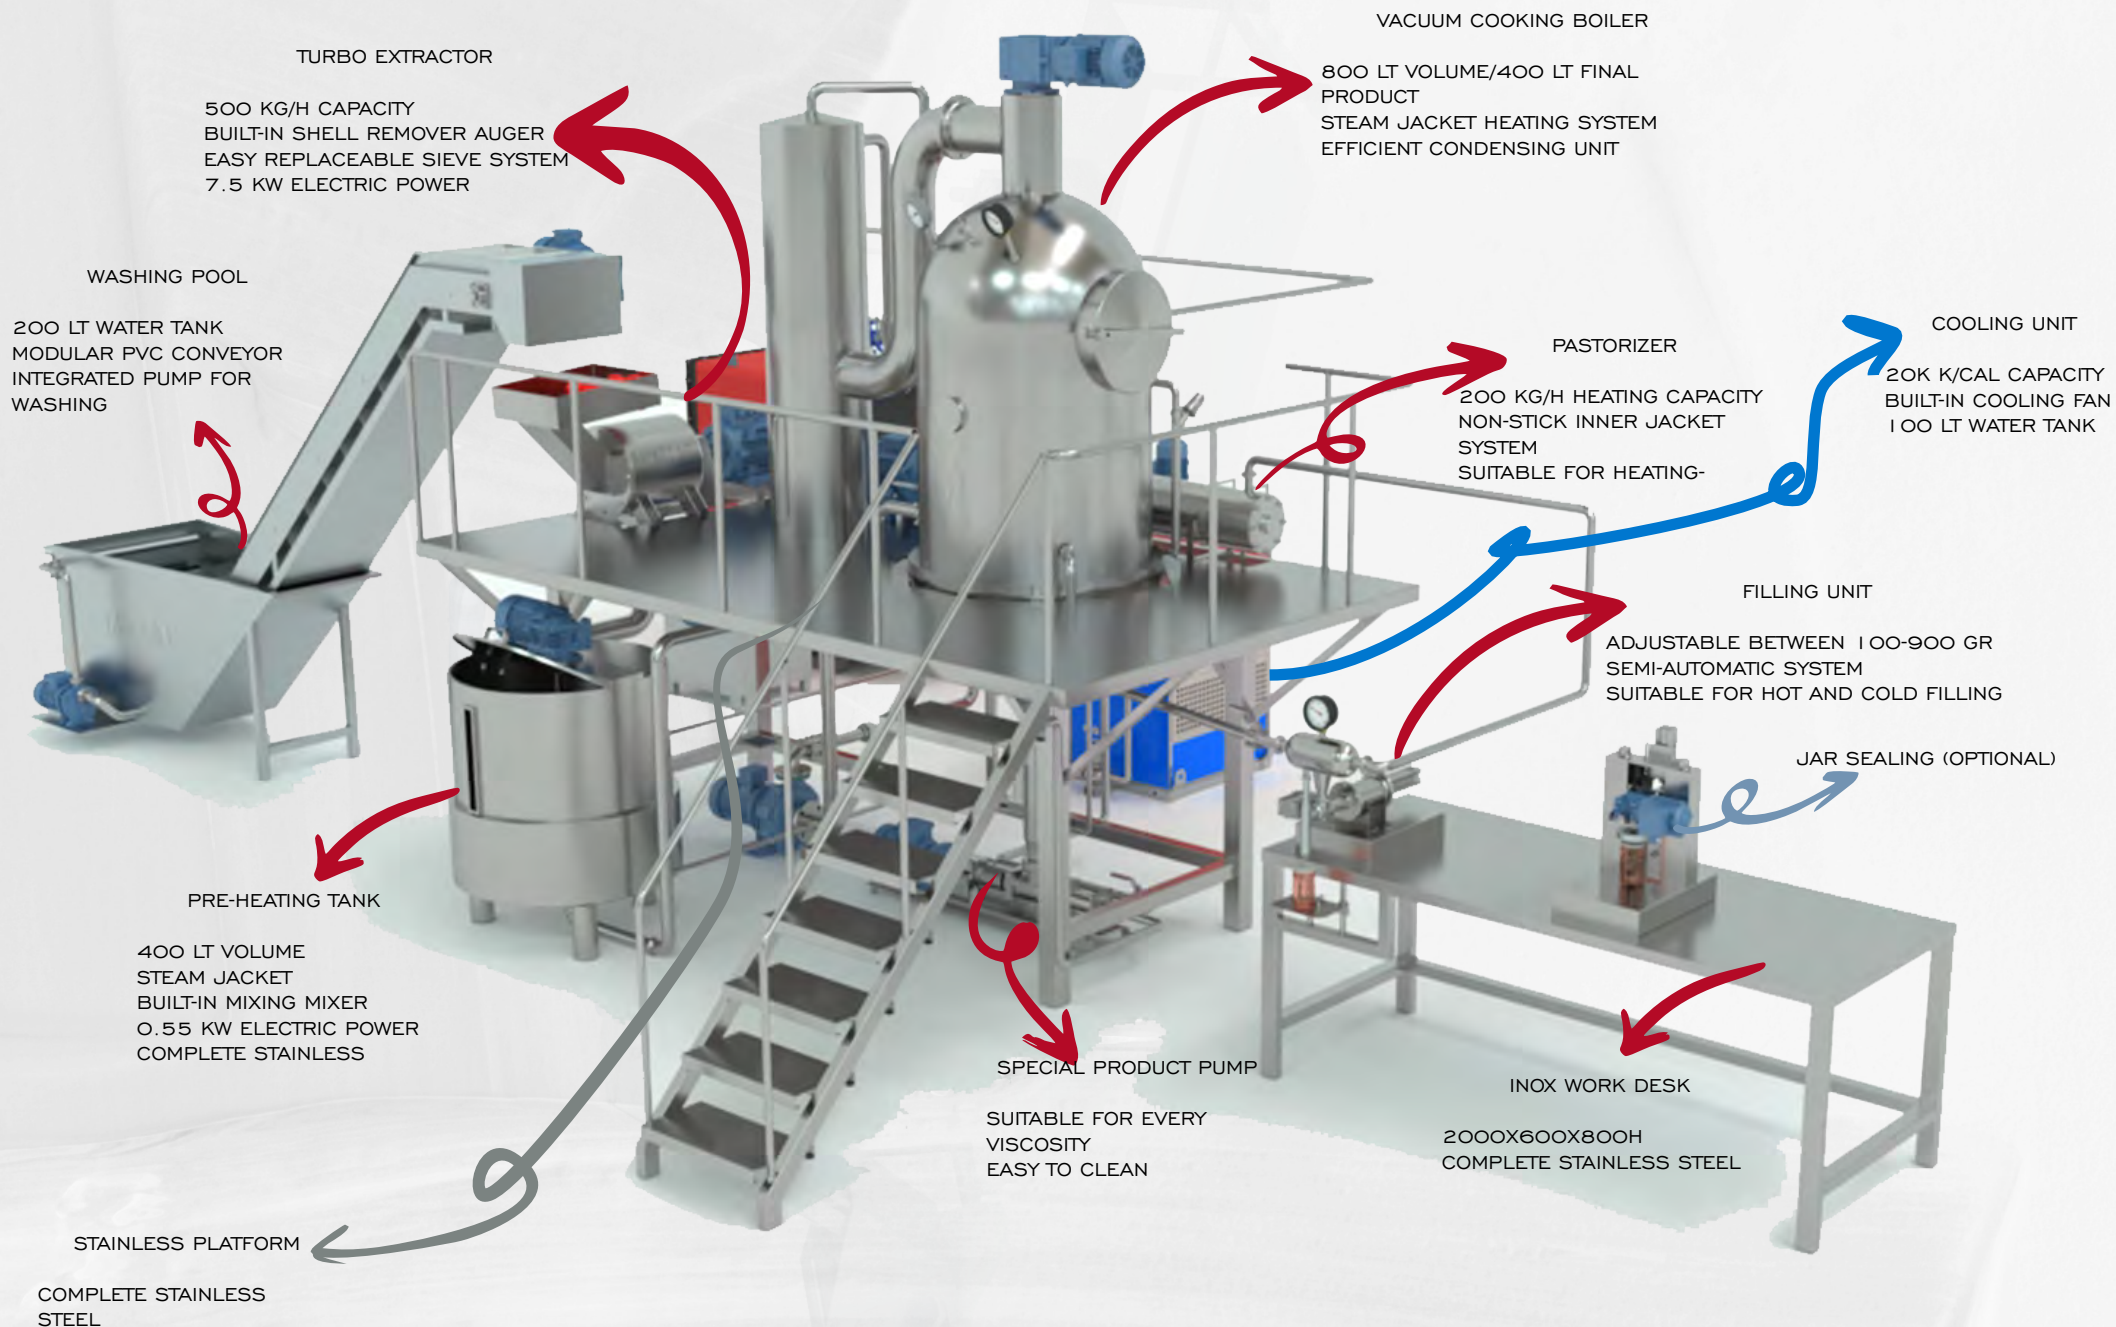 VACUUM COOKING BOILER
800 LT VOLUME/400 LT FINAL
PRODUCT
STEAM JACKET HEATING SYSTEM
EFFICIENT CONDENSING UNIT
TURBO EXTRACTOR
500 KG/H CAPACITY
BUILT-IN SHELL REMOVER AUGER
EASY REPLACEABLE SIEVE SYSTEM
7.5 KW ELECTRIC POWER
WASHING POOL
200 LT WATER TANK
MODULAR PVC CONVEYOR
INTEGRATED PUMP FOR
WASHING
COOLING UNIT
20K K/CAL CAPACITY
BUILT-IN COOLING FAN
100 LT WATER TANK
PASTORIZER
200 KG/H HEATING CAPACITY
NON-STICK INNER JACKET
SYSTEM
SUITABLE FOR HEATING-
FILLING UNIT
ADJUSTABLE BETWEEN 100-900 GR
SEMI-AUTOMATIC SYSTEM
SUITABLE FOR HOT AND COLD FILLING
JAR SEALING (OPTIONAL)
PRE-HEATING TANK
400 LT VOLUME
STEAM JACKET
BUILT-IN MIXING MIXER
0.55 KW ELECTRIC POWER
COMPLETE STAINLESS
SPECIAL PRODUCT PUMP
SUITABLE FOR EVERY
VISCOSITY
EASY TO CLEAN
INOX WORK DESK
2000X600X800H
COMPLETE STAINLESS STEEL
STAINLESS PLATFORM
COMPLETE STAINLESS
STEEL